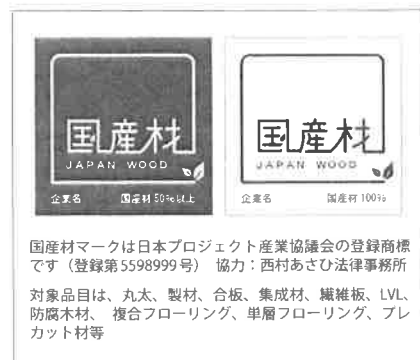 国産材
JAPAN WOOD
企業名 国産材50%以上
国産材
JAPAN WOOD
企業名 国産材100%
国産材マークは日本プロジェクト産業協議会の登録商標
です（登録第5598999号） 協力：西村あさひ法律事務所
対象品目は、丸太、製材、合板、集成材、繊維板、LVL、
防腐木材、 複合フローリング、単層フローリング、プレ
カット材等